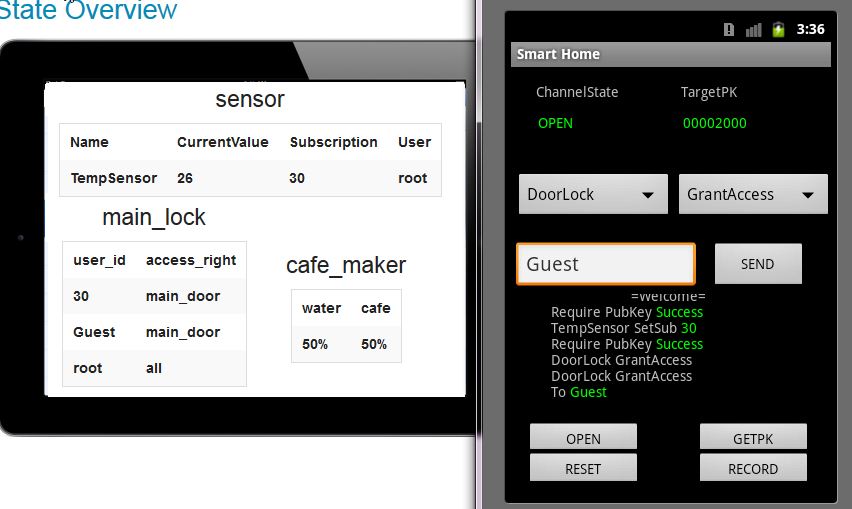 State Overview
sensor
Name CurrentValue Subscription User
TempSensor 26 30 root
main_lock
user_id access_right
30 main_door
Guest main_door
root all
cafe_maker
water cafe
50% 50%
3:36
Smart Home
ChannelState TargetPK
OPEN 00002000
DoorLock GrantAccess
Guest SEND
=Welcome=
Require PubKey Success
TempSensor SetSub 30
Require PubKey Success
DoorLock GrantAccess
DoorLock GrantAccess
To Guest
OPEN GETPK
RESET RECORD